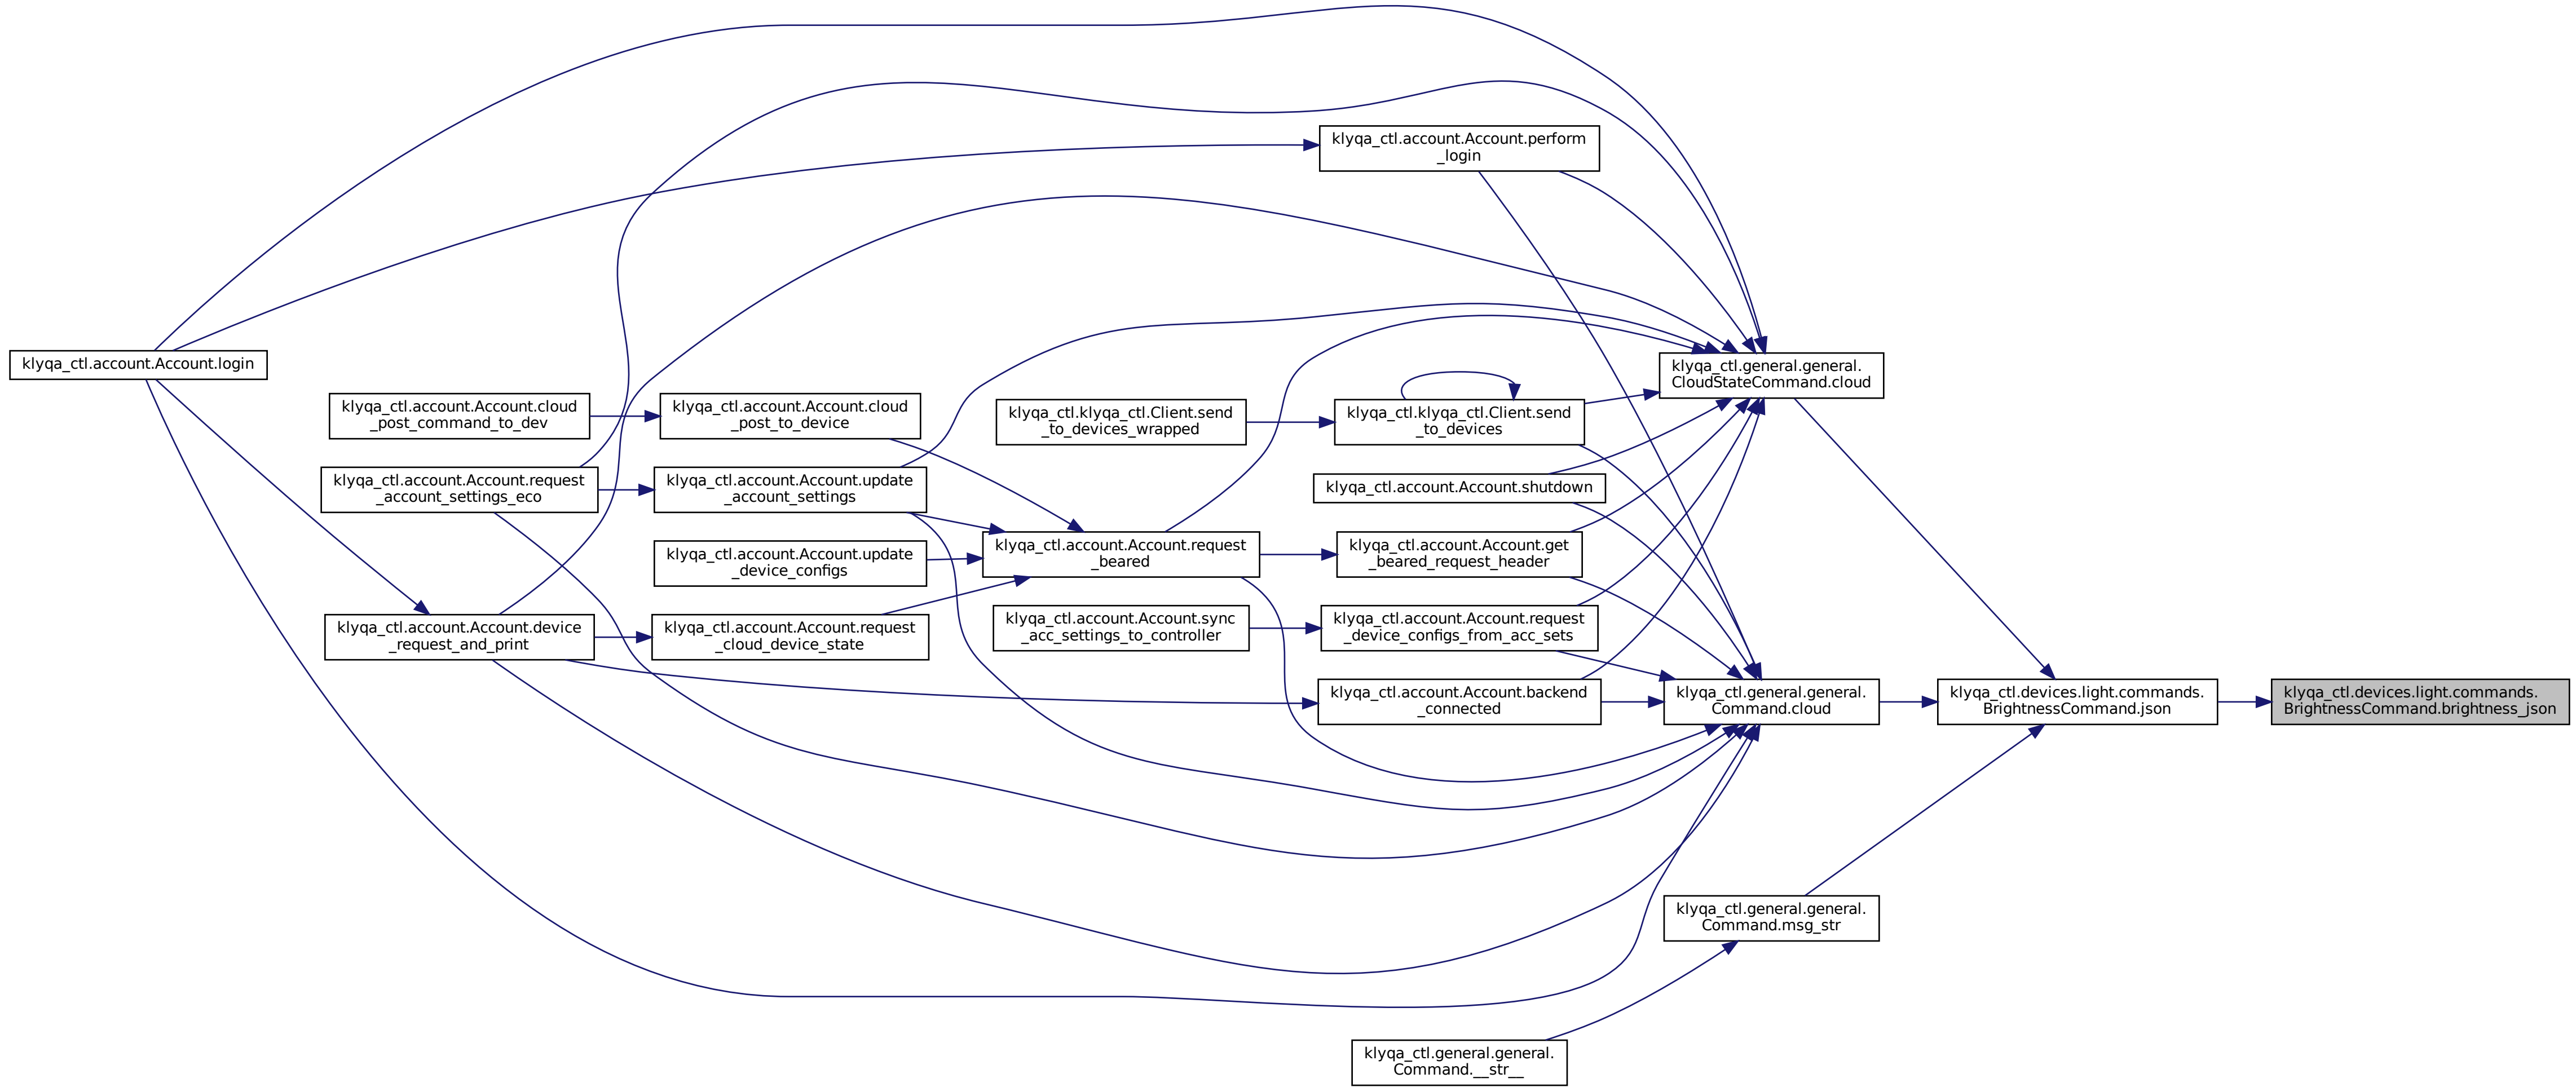 klyqa_ctl.account.Account.perform
_login
klyqa_ctl.account.Account.login
klyqa_ctl.general.general.
CloudStateCommand.cloud
klyqa_ctl.account.Account.cloud
_post_command_to_dev
klyqa_ctl.account.Account.cloud
_post_to_device
klyqa_ctl.klyqa_ctl.Client.send
_to_devices_wrapped
klyqa_ctl.klyqa_ctl.Client.send
_to_devices
klyqa_ctl.account.Account.request
_account_settings_eco
klyqa_ctl.account.Account.update
_account_settings
klyqa_ctl.account.Account.shutdown
klyqa_ctl.account.Account.update
_device_configs
klyqa_ctl.account.Account.request
_beared
klyqa_ctl.account.Account.get
_beared_request_header
klyqa_ctl.account.Account.device
_request_and_print
klyqa_ctl.account.Account.request
_cloud_device_state
klyqa_ctl.account.Account.sync
_acc_settings_to_controller
klyqa_ctl.account.Account.request
_device_configs_from_acc_sets
klyqa_ctl.account.Account.backend
_connected
klyqa_ctl.general.general.
Command.cloud
klyqa_ctl.devices.light.commands.
BrightnessCommand.json
klyqa_ctl.devices.light.commands.
BrightnessCommand.brightness_json
klyqa_ctl.general.general.
Command.msg_str
klyqa_ctl.general.general.
Command.__str__